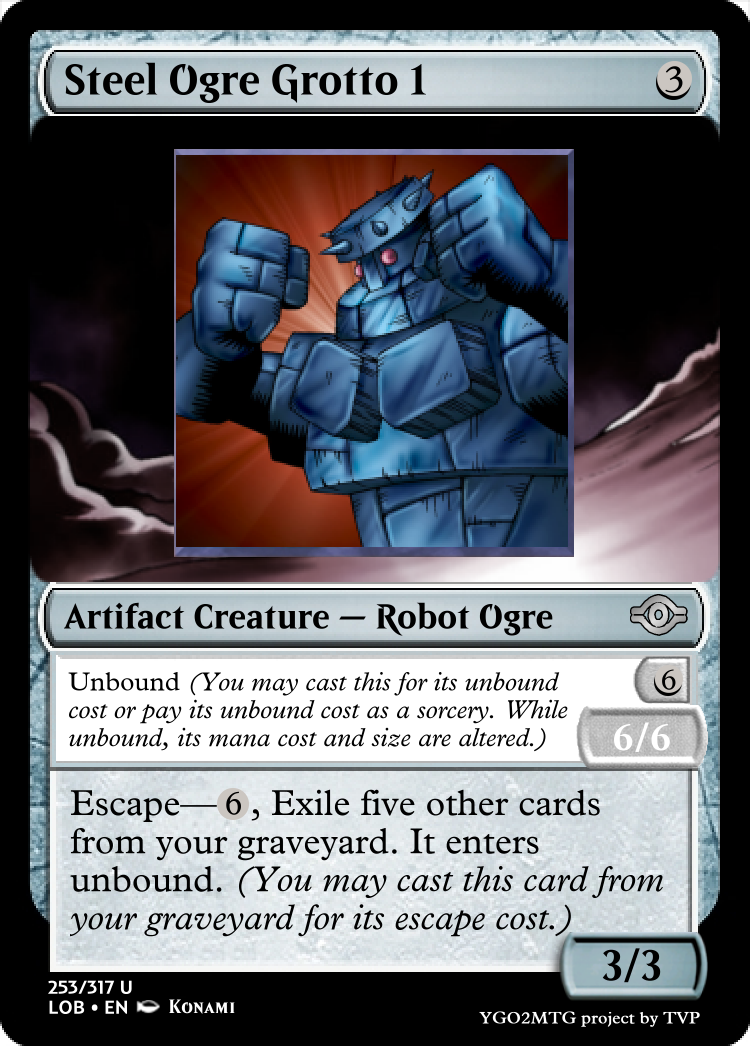 Steel Ogre Grotto 1 3
Artifact Creature — Robot Ogre
Unbound (You may cast this for its unbound 6
cost or pay its unbound cost as a sorcery. While
unbound, its mana cost and size are altered.) 6/6
Escape—6, Exile five other cards
from your graveyard. It enters
unbound. (You may cast this card from
your graveyard for its escape cost.)
3/3
253/317 U
LOB • EN Konami
YGO2MTG project by TVP